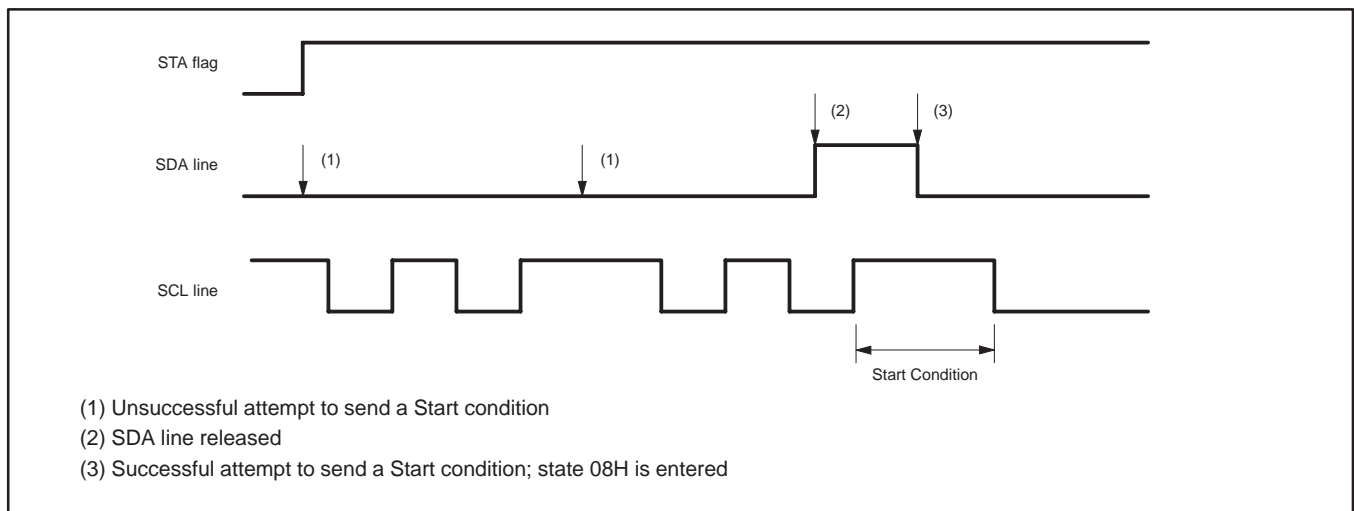 STA flag
(2)
(3)
SDA line
(1)
(1)
SCL line
Start Condition
(1) Unsuccessful attempt to send a Start condition
(2) SDA line released
(3) Successful attempt to send a Start condition; state 08H is entered